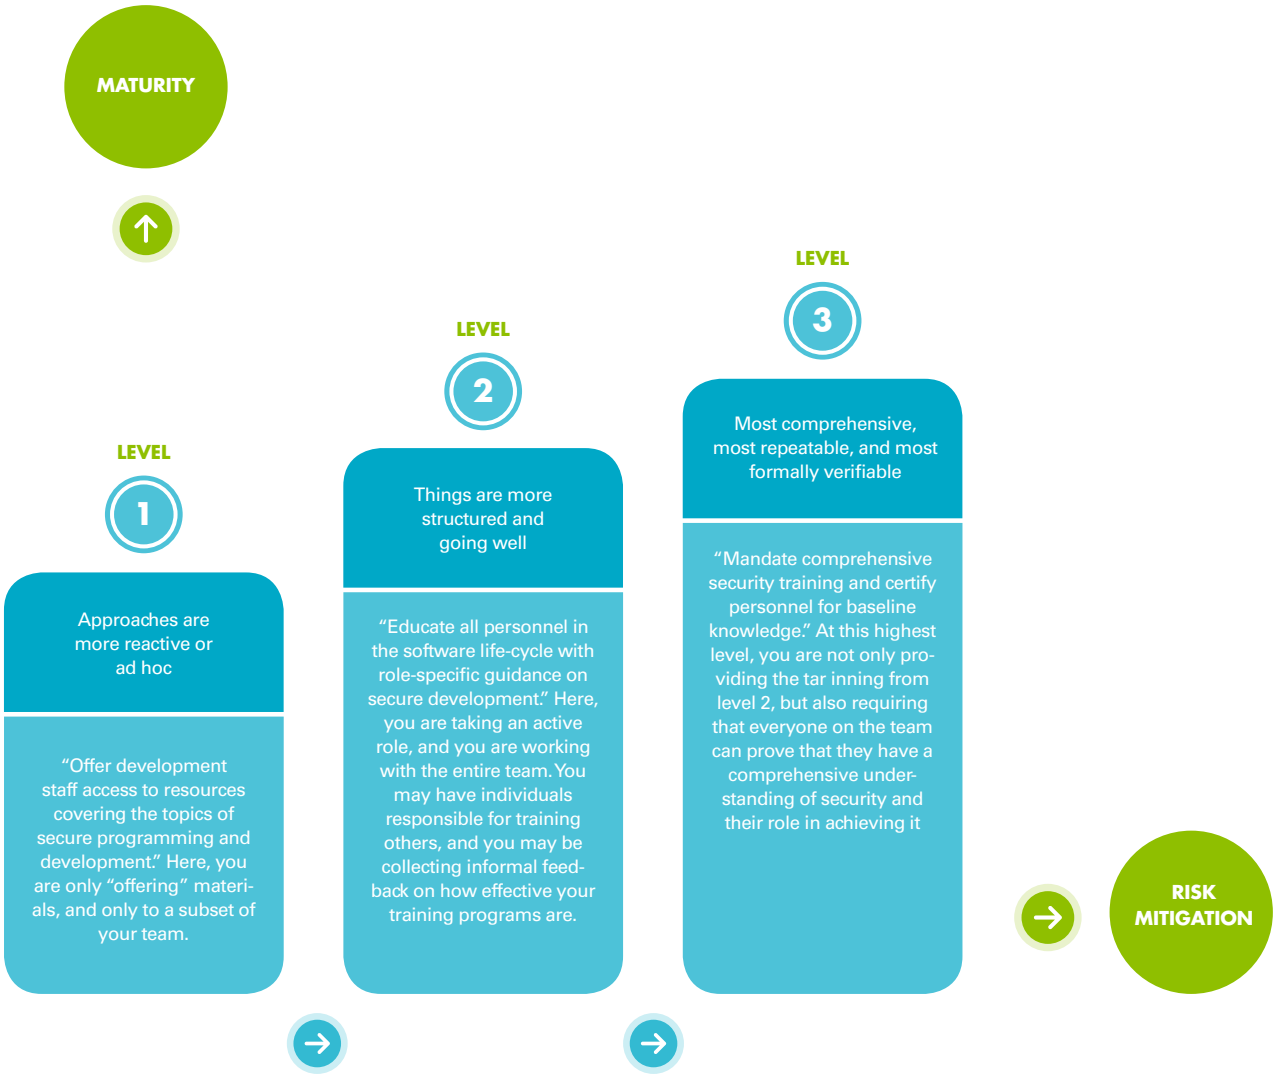 MATURITY
LEVEL
1
Approaches are
more reactive or
ad hoc
“Offer development
staff access to resources
covering the topics of
secure programming and
development.” Here, you
are only “offering” materi-
als, and only to a subset of
your team.
LEVEL
2
Things are more
structured and
going well
“Educate all personnel in
the software life-cycle with
role-specific guidance on
secure development.” Here,
you are taking an active
role, and you are working
with the entire team. You
may have individuals
responsible for training
others, and you may be
collecting informal feed-
back on how effective your
training programs are.
LEVEL
3
Most comprehensive,
most repeatable, and most
formally verifiable
“Mandate comprehensive
security training and certify
personnel for baseline
knowledge.” At this highest
level, you are not only pro-
viding the tar inning from
level 2, but also requiring
that everyone on the team
can prove that they have a
comprehensive under-
standing of security and
their role in achieving it
RISK
MITIGATION